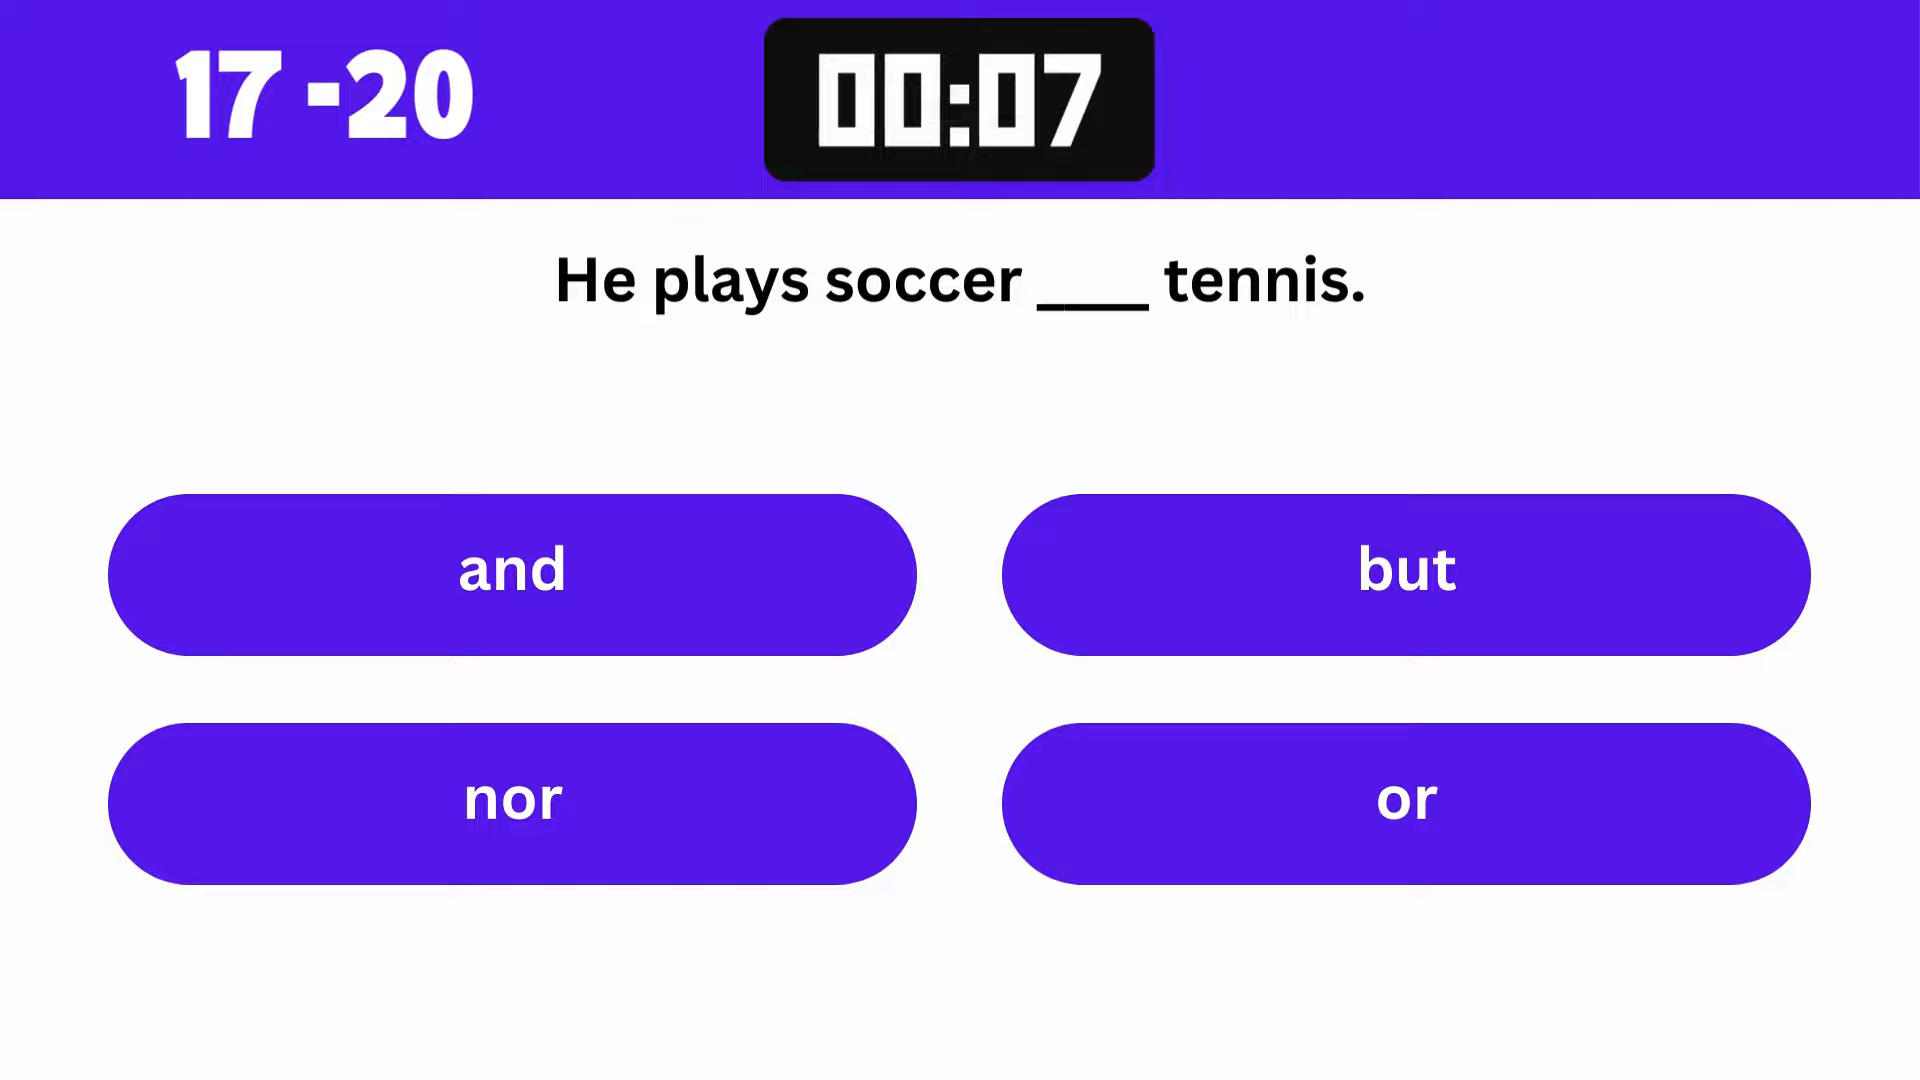 17 -20
00:07
He plays soccer ____ tennis.
and
but
nor
or